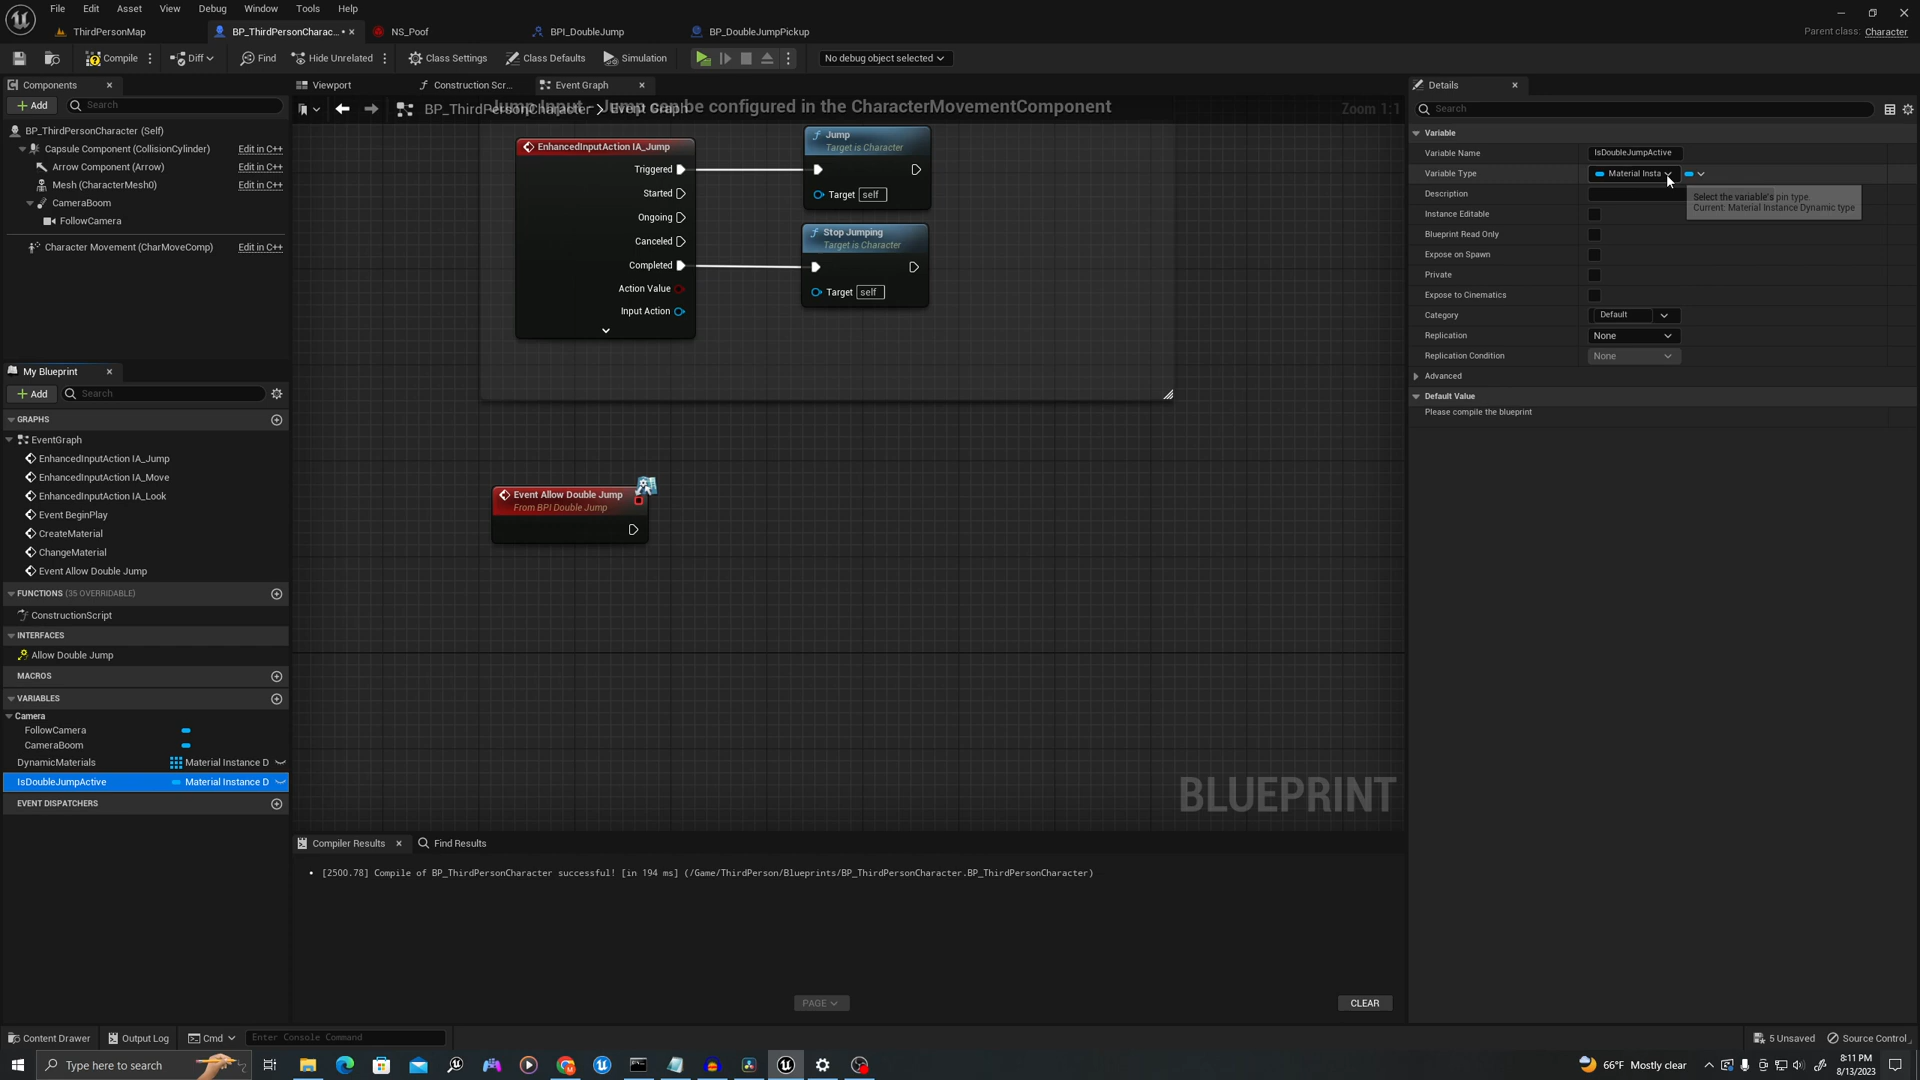 File Edit Asset View Debug Window Tools Help
ThirdPersonMap
BP_ThirdPersonCharac... •
NS_Poof
BPI_DoubleJump
BP_DoubleJumpPickup
Parent class: Character
Compile
Diff
Find
Hide Unrelated
Class Settings
Class Defaults
Simulation
No debug object selected
Components
Add
Search
BP_ThirdPersonCharacter (Self)
Capsule Component (CollisionCylinder) Edit in C++
Arrow Component (Arrow) Edit in C++
Mesh (CharacterMesh0) Edit in C++
CameraBoom
FollowCamera
Character Movement (CharMoveComp) Edit in C++
My Blueprint
Add
Search
GRAPHS
EventGraph
EnhancedInputAction IA_Jump
EnhancedInputAction IA_Move
EnhancedInputAction IA_Look
Event BeginPlay
CreateMaterial
ChangeMaterial
Event Allow Double Jump
FUNCTIONS (35 OVERRIDABLE)
ConstructionScript
INTERFACES
Allow Double Jump
MACROS
VARIABLES
Camera
FollowCamera
CameraBoom
DynamicMaterials Material Instance D
IsDoubleJumpActive Material Instance D
EVENT DISPATCHERS
Viewport
Construction Scr...
Event Graph
Jump Input - Jump can be configured in the CharacterMovementComponent
BP_ThirdPersonCharacter > Event Graph
Zoom 1:1
EnhancedInputAction IA_Jump
Triggered
Started
Ongoing
Canceled
Completed
Action Value
Input Action
Jump
Target is Character
Target self
Stop Jumping
Target is Character
Target self
Event Allow Double Jump
From BPI Double Jump
BLUEPRINT
Compiler Results
Find Results
• [2500.78] Compile of BP_ThirdPersonCharacter successful! [in 194 ms] (/Game/ThirdPerson/Blueprints/BP_ThirdPersonCharacter.BP_ThirdPersonCharacter)
PAGE
CLEAR
Details
Search
Variable
Variable Name IsDoubleJumpActive
Variable Type Material Insta
Select the variable's pin type.
Current: Material Instance Dynamic type
Description
Instance Editable
Blueprint Read Only
Expose on Spawn
Private
Expose to Cinematics
Category Default
Replication None
Replication Condition None
Advanced
Default Value
Please compile the blueprint
Content Drawer
Output Log
Cmd
Enter Console Command
5 Unsaved
Source Control
Type here to search
66°F Mostly clear
8:11 PM
8/13/2023